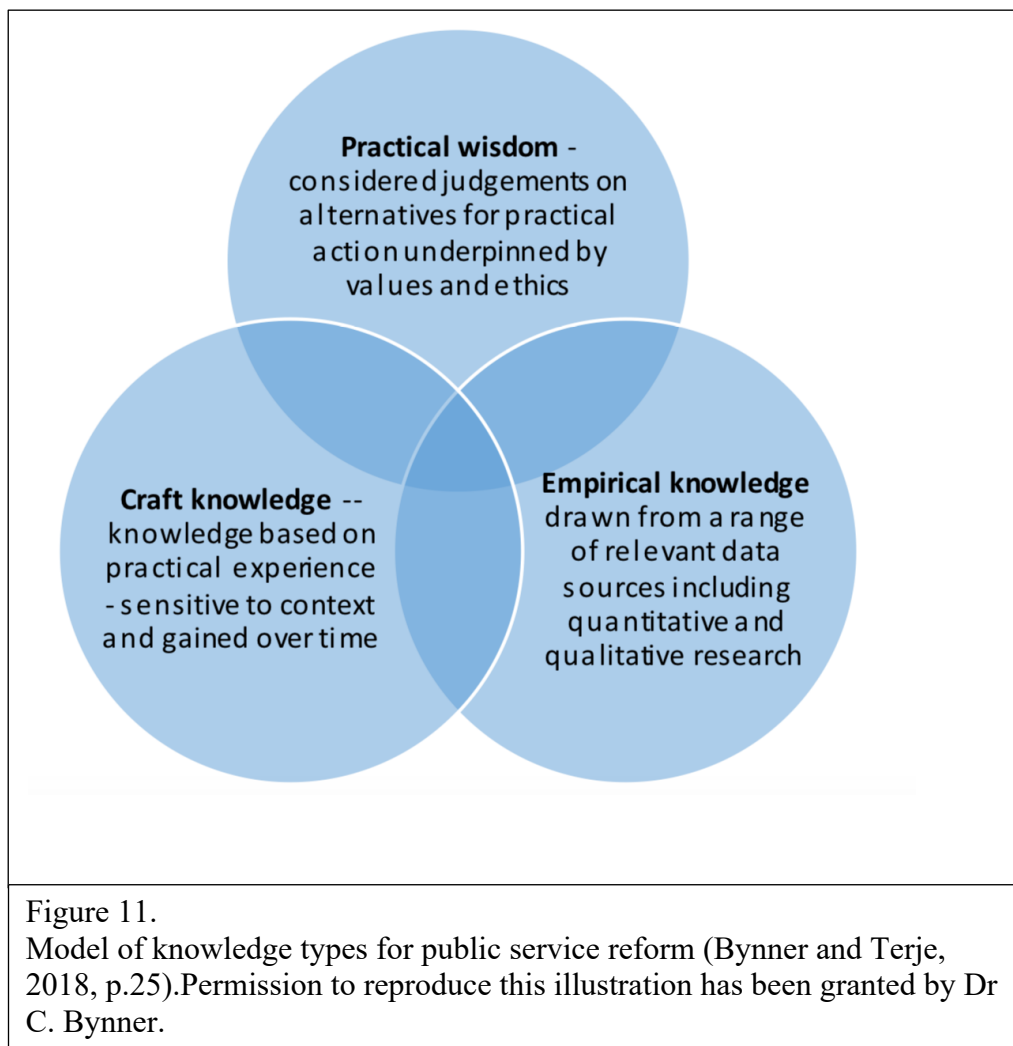 Practical wisdom -
considered judgements on
alternatives for practical
action underpinned by
values and ethics
Craft knowledge --
knowledge based on
practical experience
- sensitive to context
and gained over time
Empirical knowledge
drawn from a range
of relevant data
sources including
quantitative and
qualitative research
Figure 11.
Model of knowledge types for public service reform (Bynner and Terje,
2018, p.25).Permission to reproduce this illustration has been granted by Dr
C. Bynner.